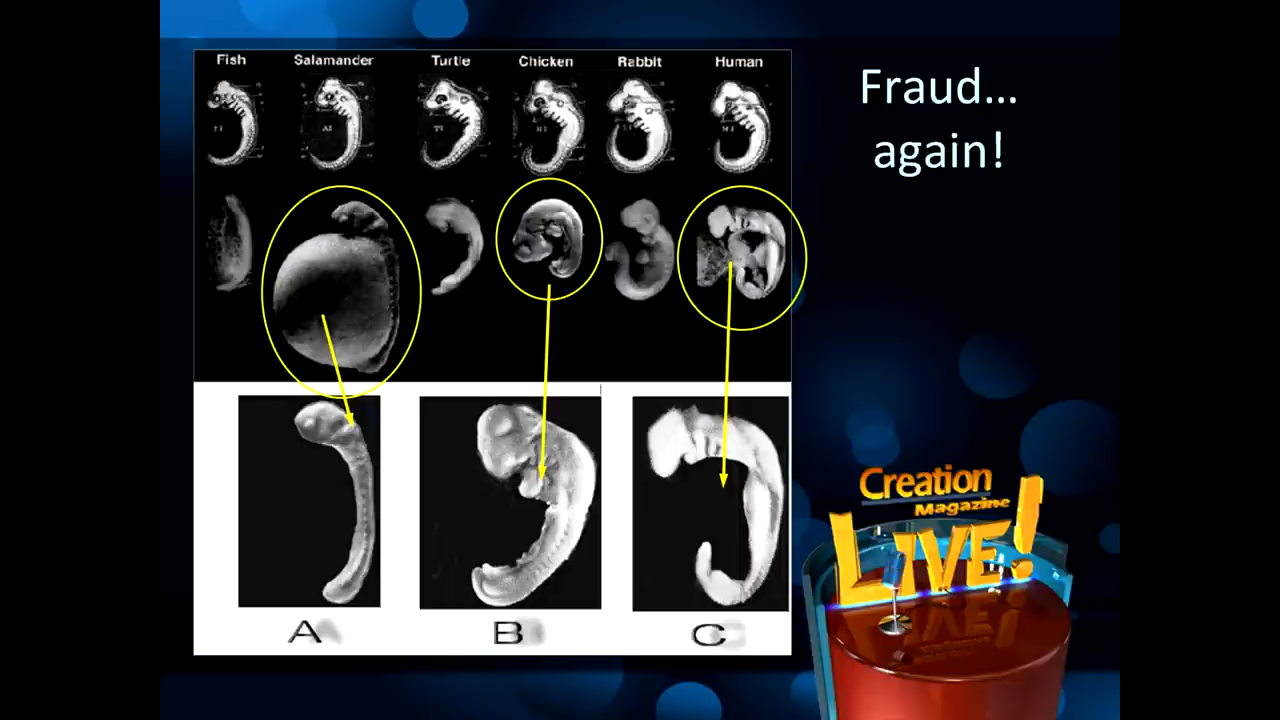 Fish Salamander Turtle Chicken Rabbit Human
Fraud...
again!
A B C
Creation
Magazine
LIVE!